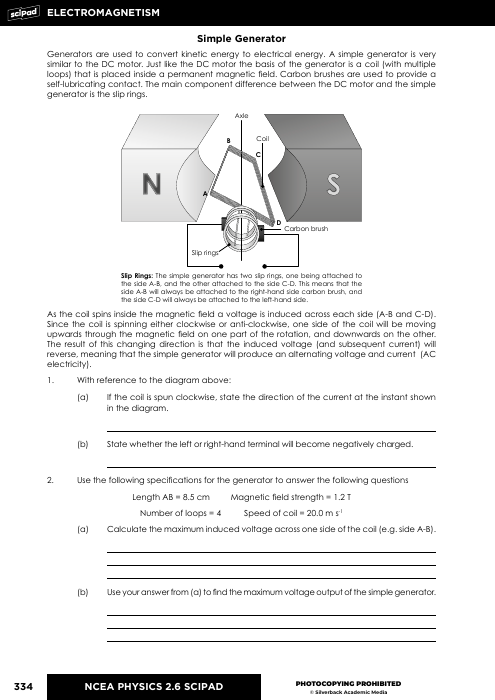 scipad ELECTROMAGNETISM
Simple Generator
Generators are used to convert kinetic energy to electrical energy. A simple generator is very
similar to the DC motor. Just like the DC motor the basis of the generator is a coil (with multiple
loops) that is placed inside a permanent magnetic field. Carbon brushes are used to provide a
self-lubricating contact. The main component difference between the DC motor and the simple
generator is the slip rings.
Axle
B
Coil
C
N
S
A
D
Carbon brush
Slip rings
Slip Rings: The simple generator has two slip rings, one being attached to
the side A-B, and the other attached to the side C-D. This means that the
side A-B will always be attached to the right-hand side carbon brush, and
the side C-D will always be attached to the left-hand side.
As the coil spins inside the magnetic field a voltage is induced across each side (A-B and C-D).
Since the coil is spinning either clockwise or anti-clockwise, one side of the coil will be moving
upwards through the magnetic field on one part of the rotation, and downwards on the other.
The result of this changing direction is that the induced voltage (and subsequent current) will
reverse, meaning that the simple generator will produce an alternating voltage and current (AC
electricity).
1. With reference to the diagram above:
(a) If the coil is spun clockwise, state the direction of the current at the instant shown
in the diagram.
(b) State whether the left or right-hand terminal will become negatively charged.
2. Use the following specifications for the generator to answer the following questions
Length AB = 8.5 cm Magnetic field strength = 1.2 T
Number of loops = 4 Speed of coil = 20.0 m s⁻¹
(a) Calculate the maximum induced voltage across one side of the coil (e.g. side A-B).
(b) Use your answer from (a) to find the maximum voltage output of the simple generator.
334 NCEA PHYSICS 2.6 SCIPAD PHOTOCOPYING PROHIBITED
© Silverback Academic Media